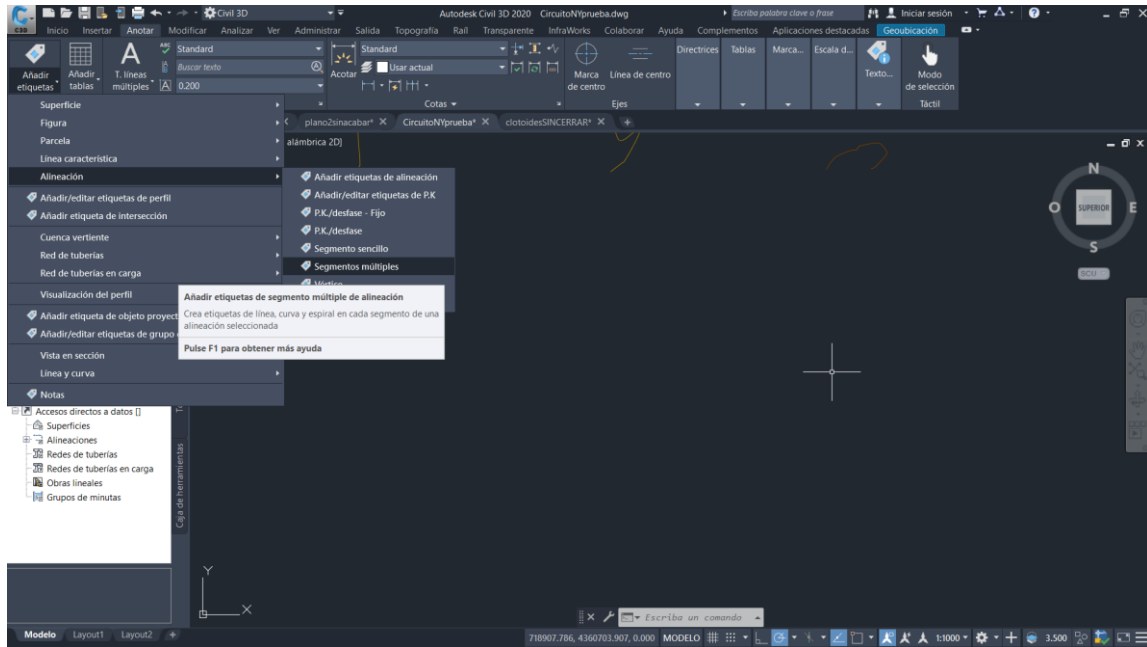 Civil 3D
Autodesk Civil 3D 2020 CircuitoNYprueba.dwg
Escriba palabra clave o frase
Iniciar sesión
C3D
Inicio Insertar Anotar Modificar Analizar Ver Administrar Salida Topografía Rail Transparente InfraWorks Colaborar Ayuda Complementos Aplicaciones destacadas Geoubicación
Añadir etiquetas
Añadir tablas
T. líneas múltiples
ABC
Standard
Buscar texto
0.200
Acotar
Standard
Usar actual
Cotas
Marca de centro
Línea de centro
Ejes
Directrices
Tablas
Marca...
Escala d...
Texto...
Modo de selección
Táctil
plano2sinacabar*
CircuitoNYprueba*
clotoidesSINCERRAR*
alámbrica 2D]
Superficie
Figura
Parcela
Línea característica
Alineación
Añadir/editar etiquetas de perfil
Añadir etiqueta de intersección
Cuenca vertiente
Red de tuberías
Red de tuberías en carga
Visualización del perfil
Añadir etiqueta de objeto proyect
Añadir/editar etiquetas de grupo
Vista en sección
Línea y curva
Notas
Añadir etiquetas de alineación
Añadir/editar etiquetas de P.K
P.K./desfase - Fijo
P.K./desfase
Segmento sencillo
Segmentos múltiples
Vértice
Añadir etiquetas de segmento múltiple de alineación
Crea etiquetas de línea, curva y espiral en cada segmento de una
alineación seleccionada
Pulse F1 para obtener más ayuda
N
O
SUPERIOR
E
S
SCU
Accesos directos a datos []
Superficies
Alineaciones
Redes de tuberías
Redes de tuberías en carga
Obras lineales
Grupos de minutas
Caja de herramientas
Y
X
Escriba un comando
Modelo Layout1 Layout2
718907.786, 4360703.907, 0.000 MODELO 1:1000 3.500